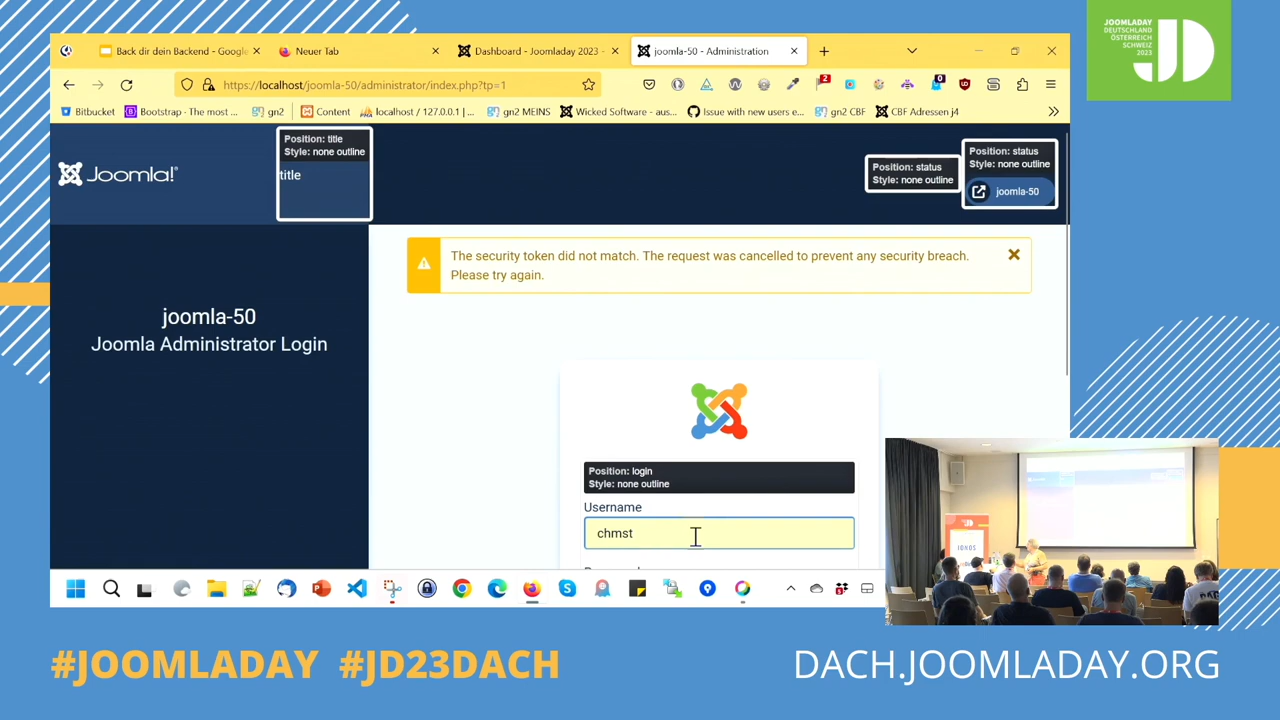 JOOMLADAY
DEUTSCHLAND
ÖSTERREICH
SCHWEIZ
2023
JD
Back dir dein Backend - Google
Neuer Tab
Dashboard - Joomladay 2023 -
joomla-50 - Administration
https://localhost/joomla-50/administrator/index.php?tp=1
2
0
Bitbucket
Bootstrap - The most ...
gn2
Content
localhost / 127.0.0.1 ...
gn2 MEINS
Wicked Software - aus...
Issue with new users e...
gn2 CBF
CBF Adressen j4
Joomla!®
Position: title
Style: none outline
title
Position: status
Style: none outline
Position: status
Style: none outline
joomla-50
The security token did not match. The request was cancelled to prevent any security breach.
Please try again.
joomla-50
Joomla Administrator Login
Position: login
Style: none outline
Username
chmst
IONOS
#JOOMLADAY #JD23DACH
DACH.JOOMLADAY.ORG